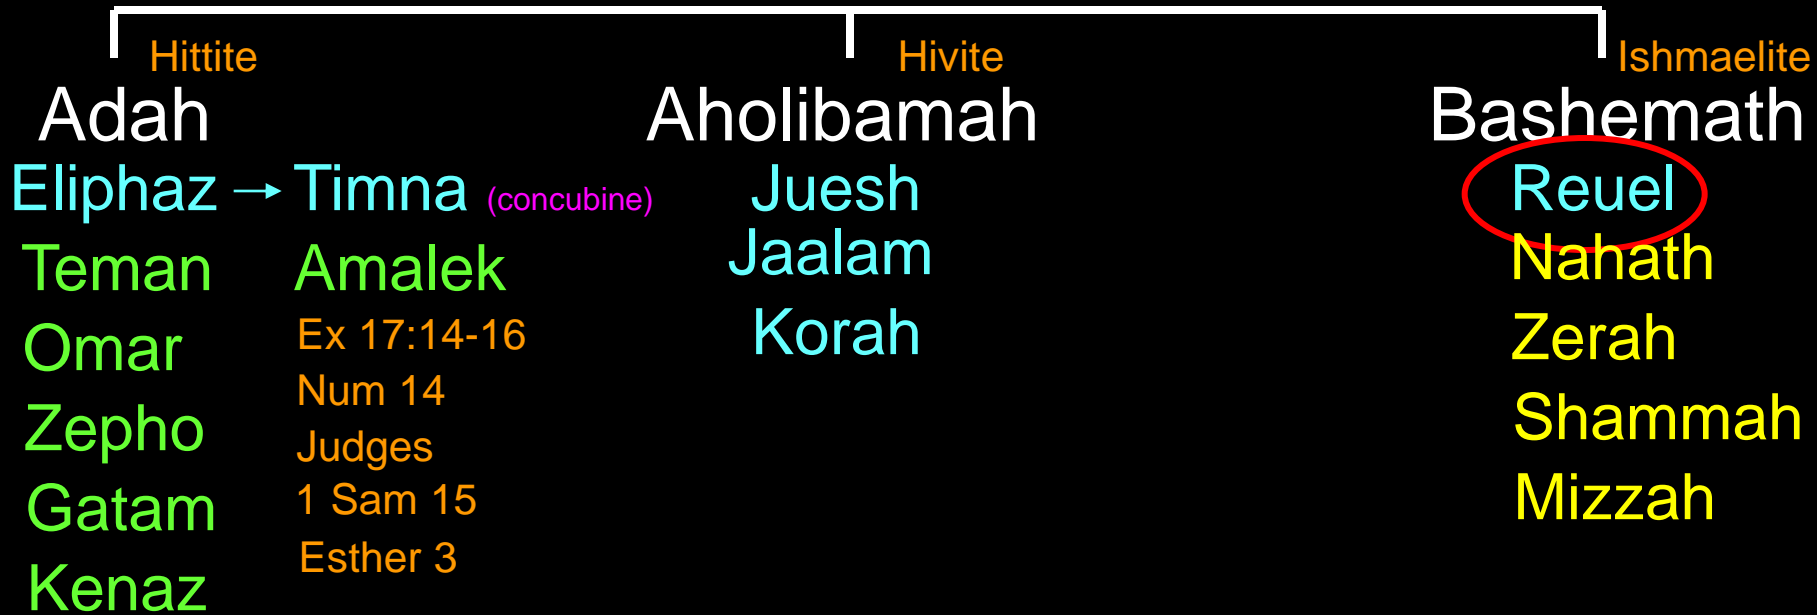 Hittite
Adah
Eliphaz → Timna (concubine)
Teman
Omar
Zepho
Gatam
Kenaz
Amalek
Ex 17:14-16
Num 14
Judges
1 Sam 15
Esther 3
Hivite
Aholibamah
Juesh
Jaalam
Korah
Ishmaelite
Bashemath
Reuel
Nahath
Zerah
Shammah
Mizzah